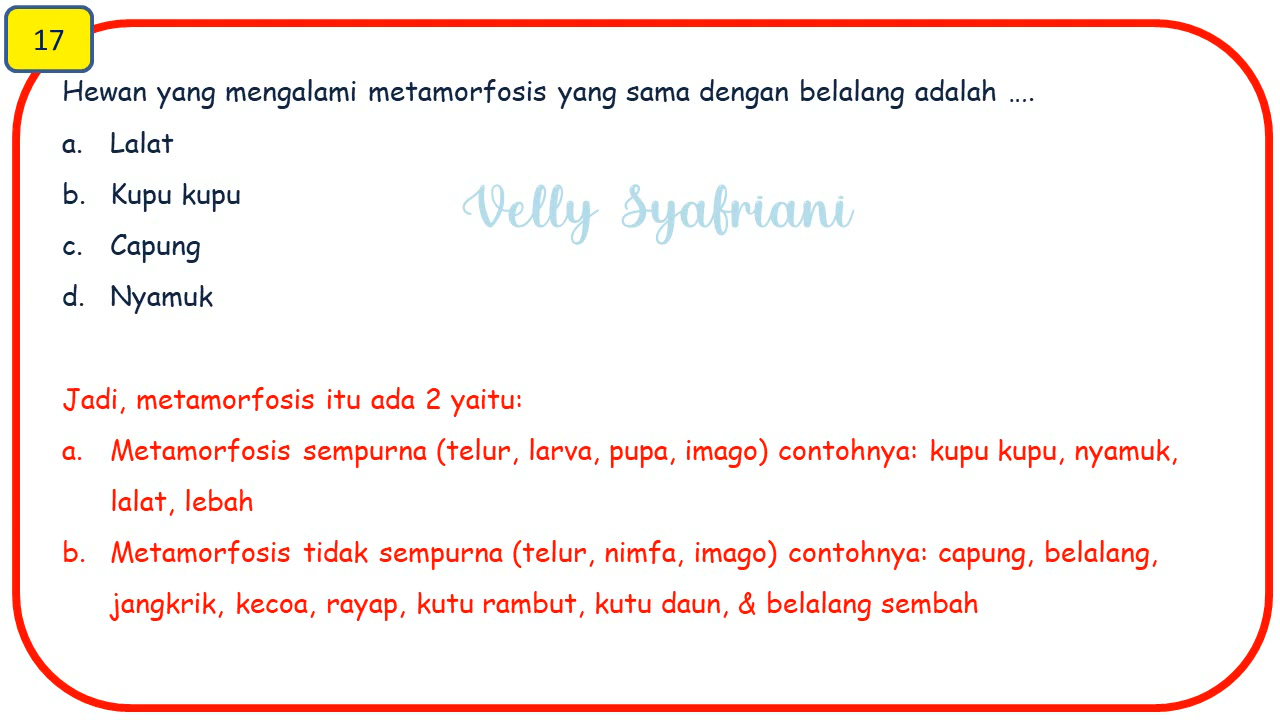 17
Hewan yang mengalami metamorfosis yang sama dengan belalang adalah ….
a. Lalat
b. Kupu kupu
Velly Syafriani
c. Capung
d. Nyamuk
Jadi, metamorfosis itu ada 2 yaitu:
a. Metamorfosis sempurna (telur, larva, pupa, imago) contohnya: kupu kupu, nyamuk,
lalat, lebah
b. Metamorfosis tidak sempurna (telur, nimfa, imago) contohnya: capung, belalang,
jangkrik, kecoa, rayap, kutu rambut, kutu daun, & belalang sembah